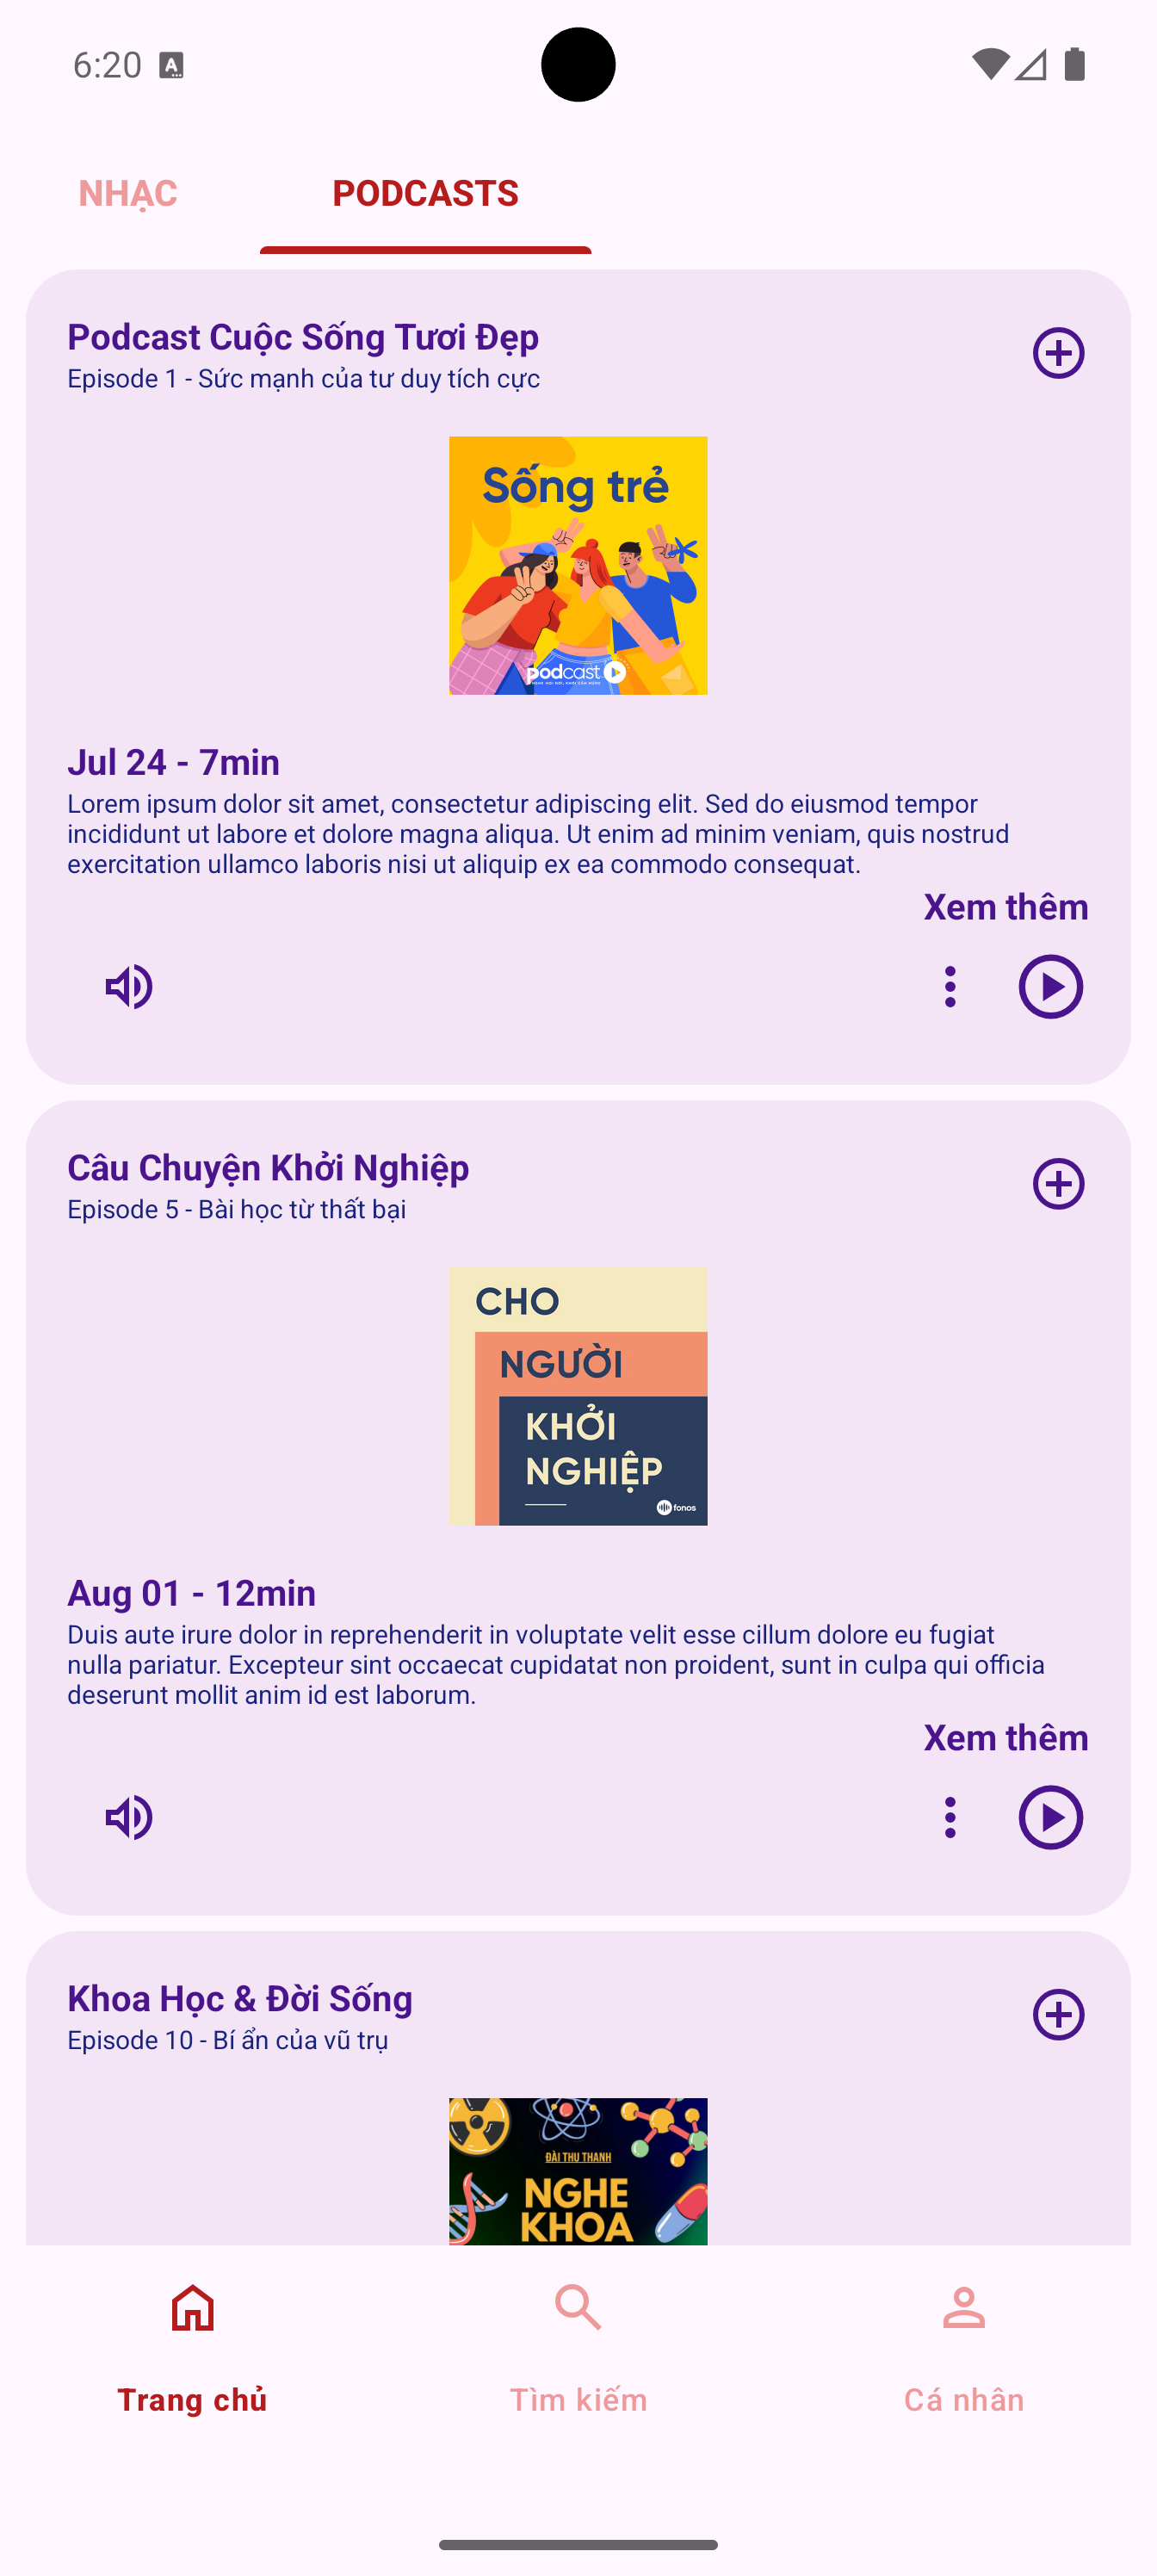 6:20
NHẠC
PODCASTS
Podcast Cuộc Sống Tươi Đẹp
Episode 1 - Sức mạnh của tư duy tích cực
Sống trẻ
podcast
Jul 24 - 7min
Lorem ipsum dolor sit amet, consectetur adipiscing elit. Sed do eiusmod tempor
incididunt ut labore et dolore magna aliqua. Ut enim ad minim veniam, quis nostrud
exercitation ullamco laboris nisi ut aliquip ex ea commodo consequat.
Xem thêm
Câu Chuyện Khởi Nghiệp
Episode 5 - Bài học từ thất bại
CHO
NGƯỜI
KHỞI
NGHIỆP
fonos
Aug 01 - 12min
Duis aute irure dolor in reprehenderit in voluptate velit esse cillum dolore eu fugiat
nulla pariatur. Excepteur sint occaecat cupidatat non proident, sunt in culpa qui officia
deserunt mollit anim id est laborum.
Xem thêm
Khoa Học & Đời Sống
Episode 10 - Bí ẩn của vũ trụ
ĐÀI THU THANH
NGHE
KHOA
Trang chủ
Tìm kiếm
Cá nhân